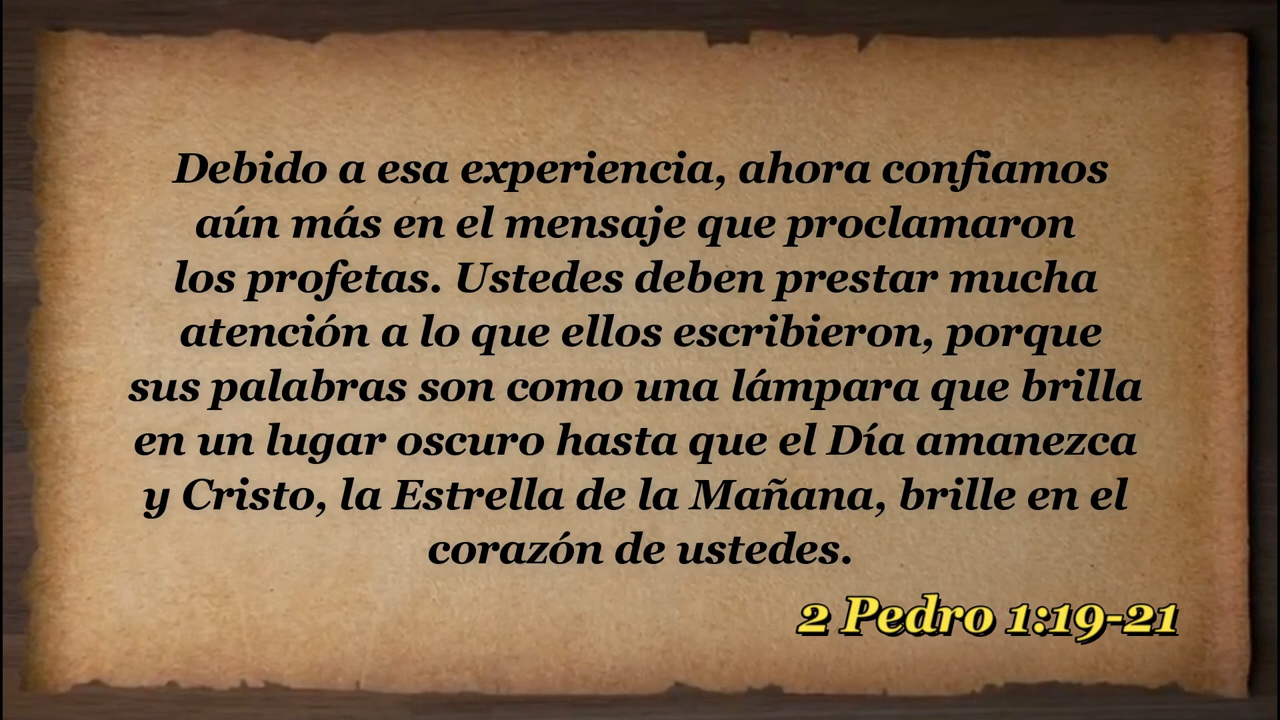 Debido a esa experiencia, ahora confiamos
aún más en el mensaje que proclamaron
los profetas. Ustedes deben prestar mucha
atención a lo que ellos escribieron, porque
sus palabras son como una lámpara que brilla
en un lugar oscuro hasta que el Día amanezca
y Cristo, la Estrella de la Mañana, brille en el
corazón de ustedes.
2 Pedro 1:19-21